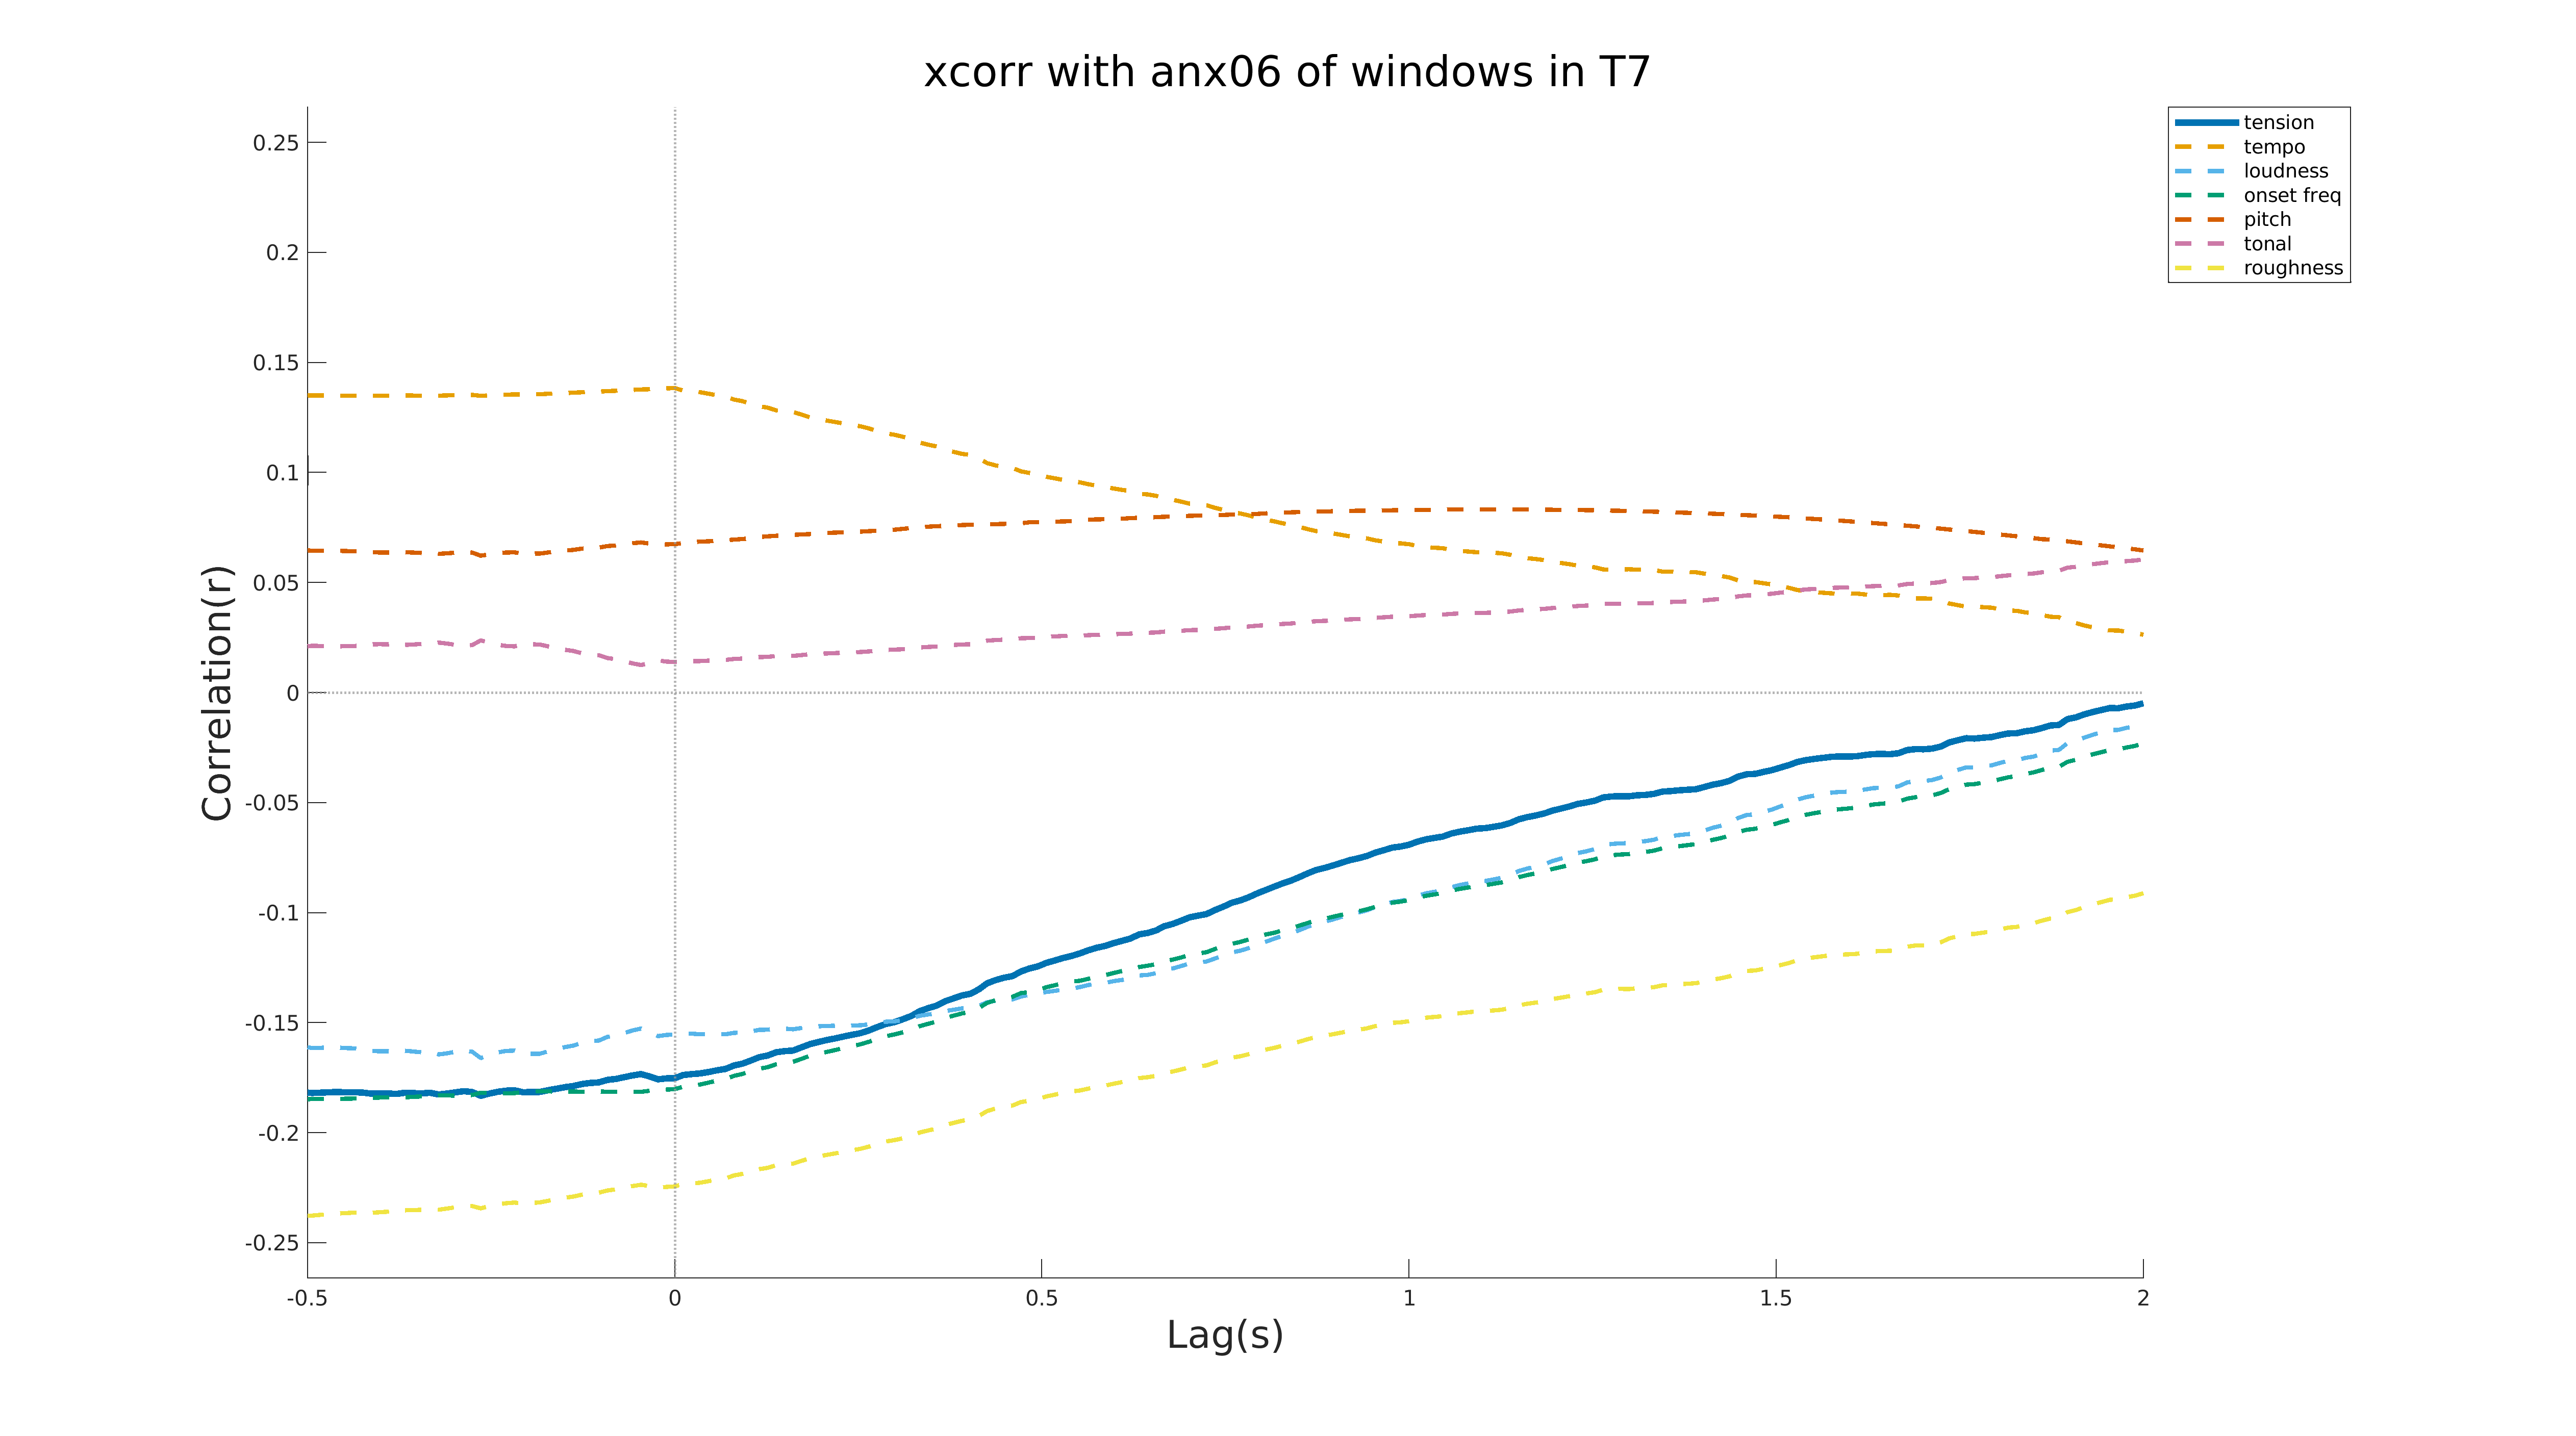 xcorr with anx06 of windows in T7
tension
tempo
loudness
onset freq
pitch
tonal
roughness
0.25
0.2
0.15
0.1
0.05
0
-0.05
-0.1
-0.15
-0.2
-0.25
Correlation(r)
-0.5 0 0.5 1 1.5 2
Lag(s)